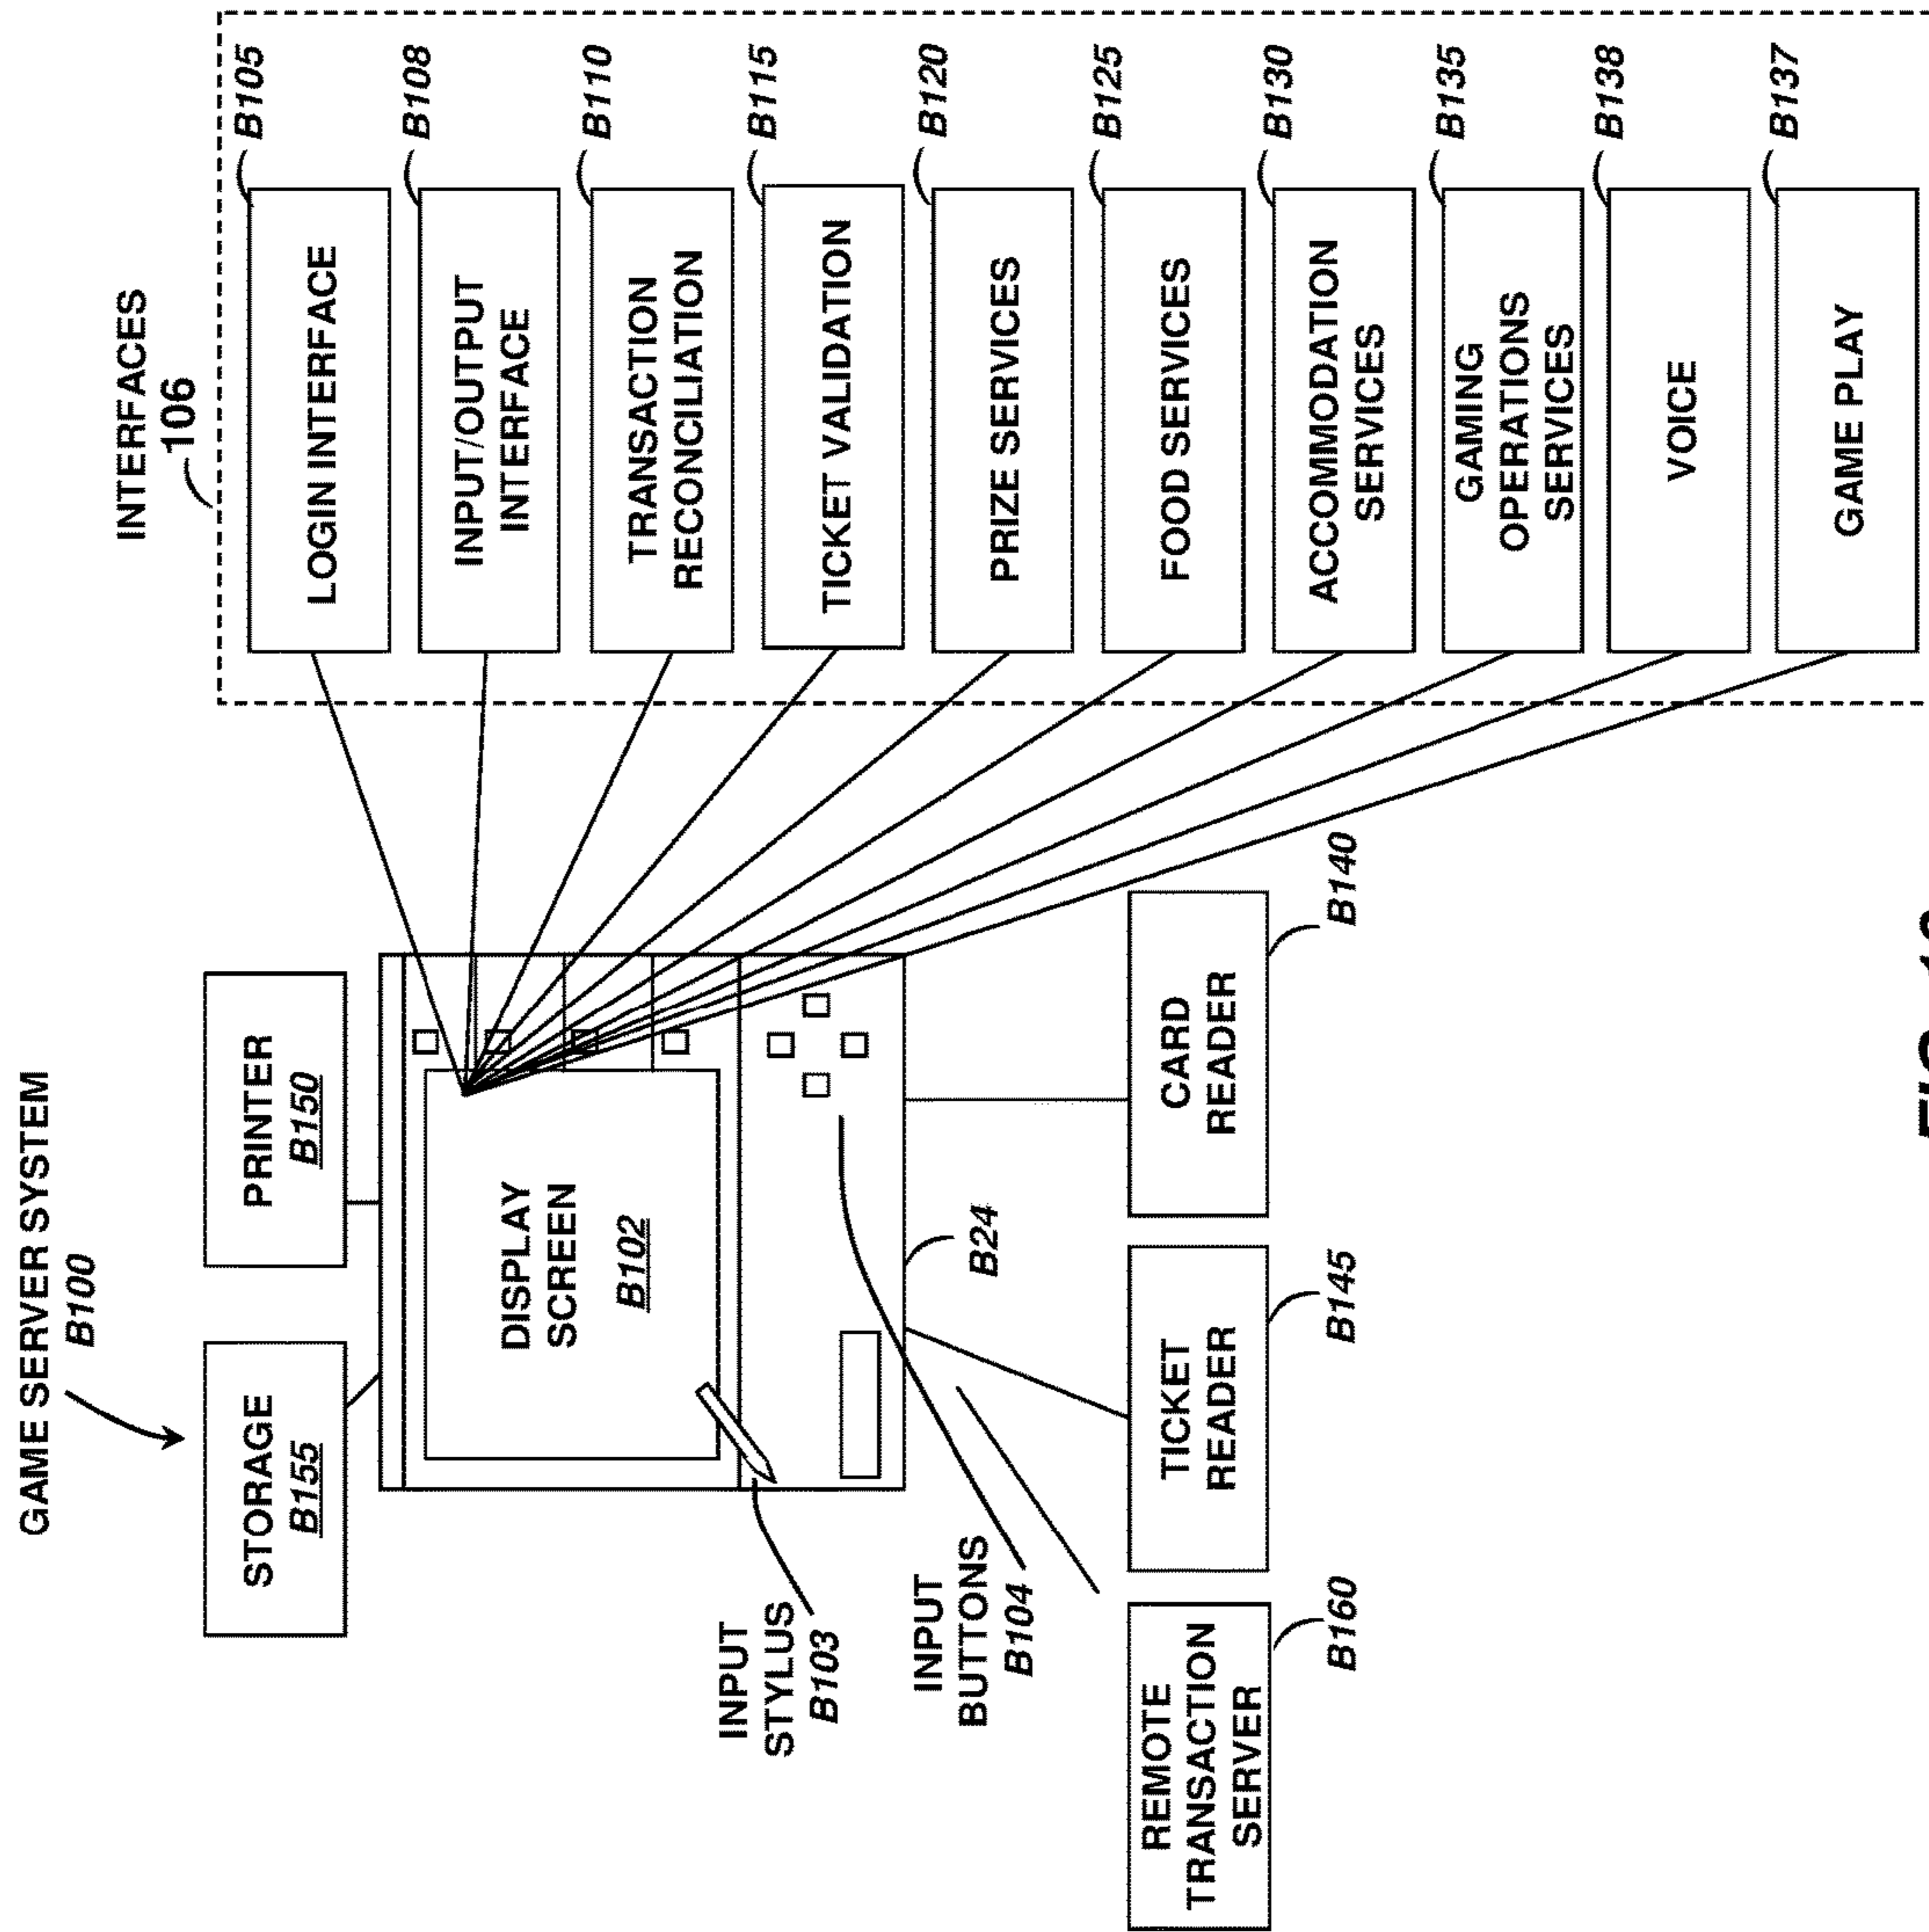 GAME SERVER SYSTEM
B100
STORAGE
B155
PRINTER
B150
DISPLAY
SCREEN
B102
INPUT
STYLUS
B103
INPUT
BUTTONS
B104
B24
REMOTE
TRANSACTION
SERVER
B160
TICKET
READER
B145
CARD
READER
B140
INTERFACES
106
LOGIN INTERFACE
B105
INPUT/OUTPUT
INTERFACE
B108
TRANSACTION
RECONCILIATION
B110
TICKET VALIDATION
B115
PRIZE SERVICES
B120
FOOD SERVICES
B125
ACCOMMODATION
SERVICES
B130
GAMING
OPERATIONS
SERVICES
B135
VOICE
B138
GAME PLAY
B137
FIG.